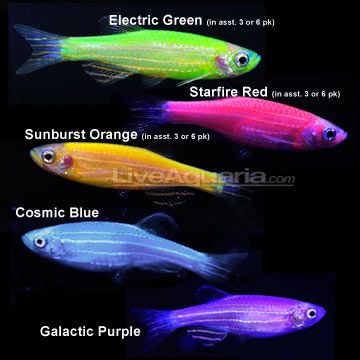 Electric Green (in asst. 3 or 6 pk)
Starfire Red (in asst. 3 or 6 pk)
Sunburst Orange (in asst. 3 or 6 pk)
LiveAquaria.com
Cosmic Blue
Galactic Purple